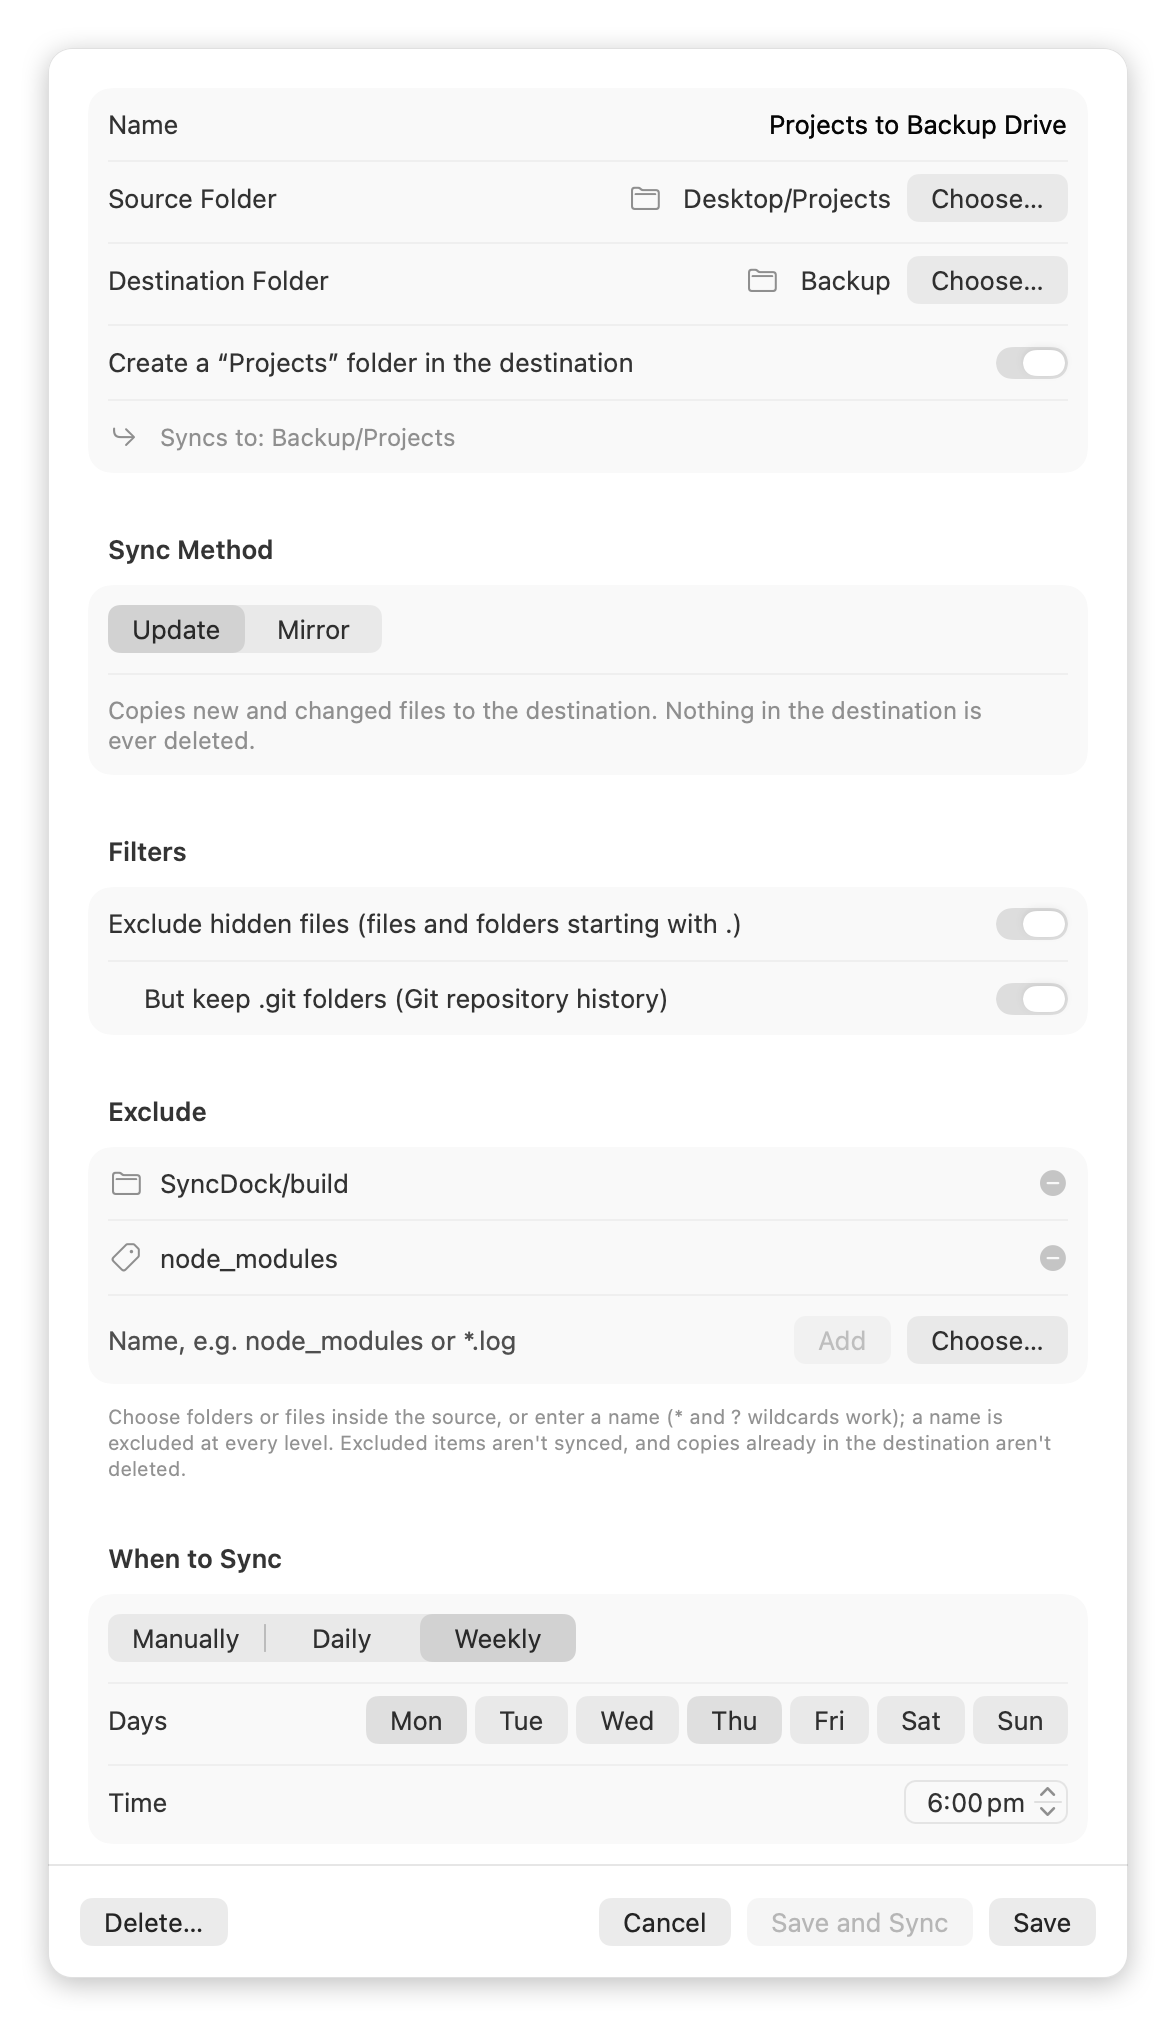 Name Projects to Backup Drive
Source Folder Desktop/Projects Choose...
Destination Folder Backup Choose...
Create a “Projects” folder in the destination
Syncs to: Backup/Projects
Sync Method
Update Mirror
Copies new and changed files to the destination. Nothing in the destination is
ever deleted.
Filters
Exclude hidden files (files and folders starting with .)
But keep .git folders (Git repository history)
Exclude
SyncDock/build
node_modules
Name, e.g. node_modules or *.log Add Choose...
Choose folders or files inside the source, or enter a name (* and ? wildcards work); a name is
excluded at every level. Excluded items aren't synced, and copies already in the destination aren't
deleted.
When to Sync
Manually Daily Weekly
Days Mon Tue Wed Thu Fri Sat Sun
Time 6:00 pm
Delete... Cancel Save and Sync Save